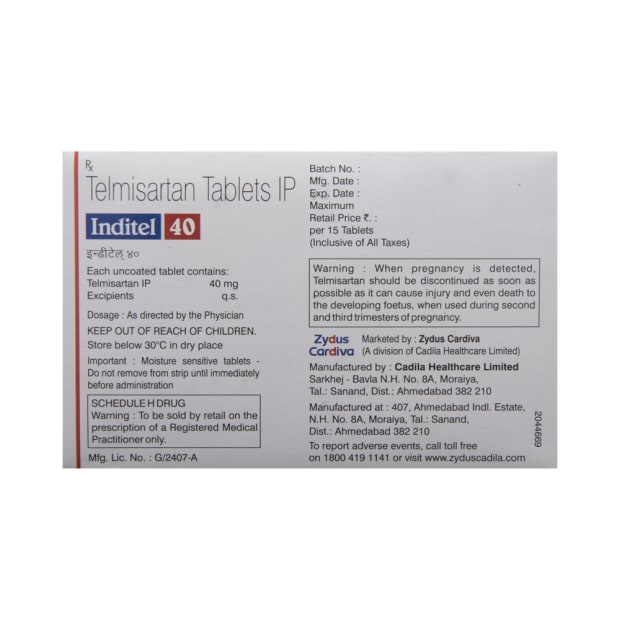 Rx
Telmisartan Tablets IP
Inditel 40
इन्डीटेल् ४०
Each uncoated tablet contains:
Telmisartan IP 40 mg
Excipients q.s.
Dosage : As directed by the Physician
KEEP OUT OF REACH OF CHILDREN.
Store below 30°C in dry place
Important : Moisture sensitive tablets -
Do not remove from strip until immediately
before administration
SCHEDULE H DRUG
Warning : To be sold by retail on the
prescription of a Registered Medical
Practitioner only.
Mfg. Lic. No. : G/2407-A
Batch No. :
Mfg. Date :
Exp. Date :
Maximum
Retail Price ₹. :
per 15 Tablets
(Inclusive of All Taxes)
Warning : When pregnancy is detected,
Telmisartan should be discontinued as soon as
possible as it can cause injury and even death to
the developing foetus, when used during second
and third trimesters of pregnancy.
Zydus
Cardiva
Marketed by : Zydus Cardiva
(A division of Cadila Healthcare Limited)
Manufactured by : Cadila Healthcare Limited
Sarkhej - Bavla N.H. No. 8A, Moraiya,
Tal.: Sanand, Dist.: Ahmedabad 382 210
Manufactured at : 407, Ahmedabad Indl. Estate,
N.H. No. 8A, Moraiya, Tal.: Sanand,
Dist.: Ahmedabad 382 210
To report adverse events, call toll free
on 1800 419 1141 or visit www.zyduscadila.com
2044669